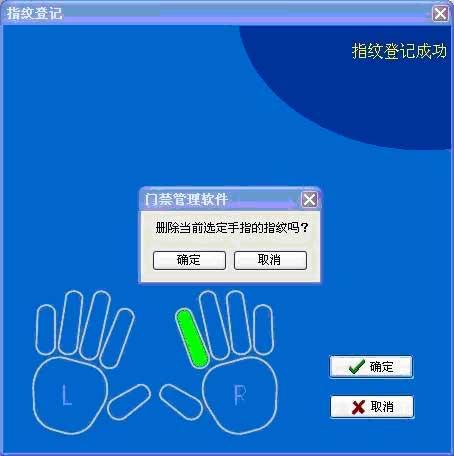 指纹登记
指纹登记成功
门禁管理软件
删除当前选定手指的指纹吗？
确定
取消
L
R
确定
取消